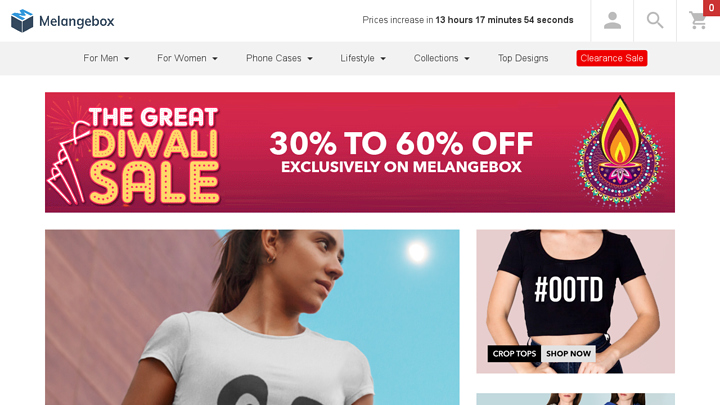 Melangebox
Prices increase in 13 hours 17 minutes 54 seconds
0
For Men
For Women
Phone Cases
Lifestyle
Collections
Top Designs
Clearance Sale
THE GREAT
DIWALI
SALE
30% TO 60% OFF
EXCLUSIVELY ON MELANGEBOX
#OOTD
CROP TOPS SHOP NOW